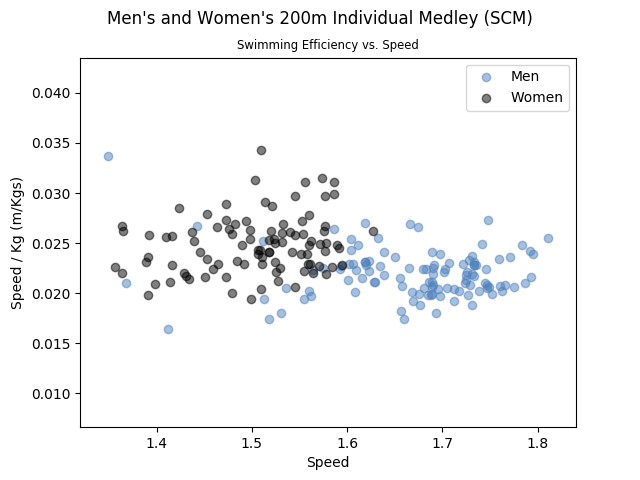 Men's and Women's 200m Individual Medley (SCM)
Swimming Efficiency vs. Speed
Men
Women
Speed / Kg (m/Kgs)
0.040
0.035
0.030
0.025
0.020
0.015
0.010
1.4 1.5 1.6 1.7 1.8
Speed